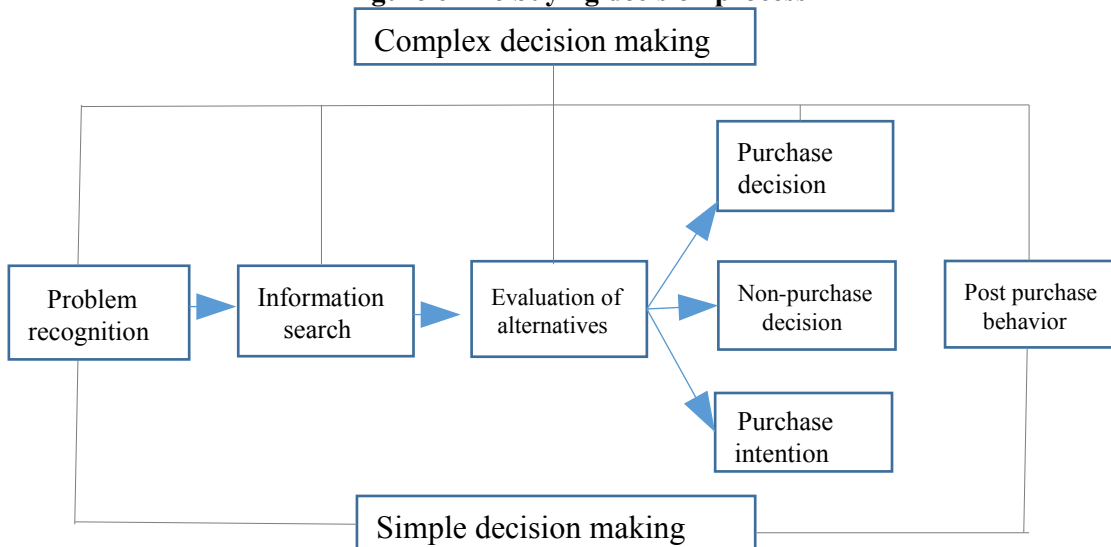 Complex decision making
Purchase
decision
Problem
recognition
Information
search
Evaluation of
alternatives
Non-purchase
decision
Post purchase
behavior
Purchase
intention
Simple decision making